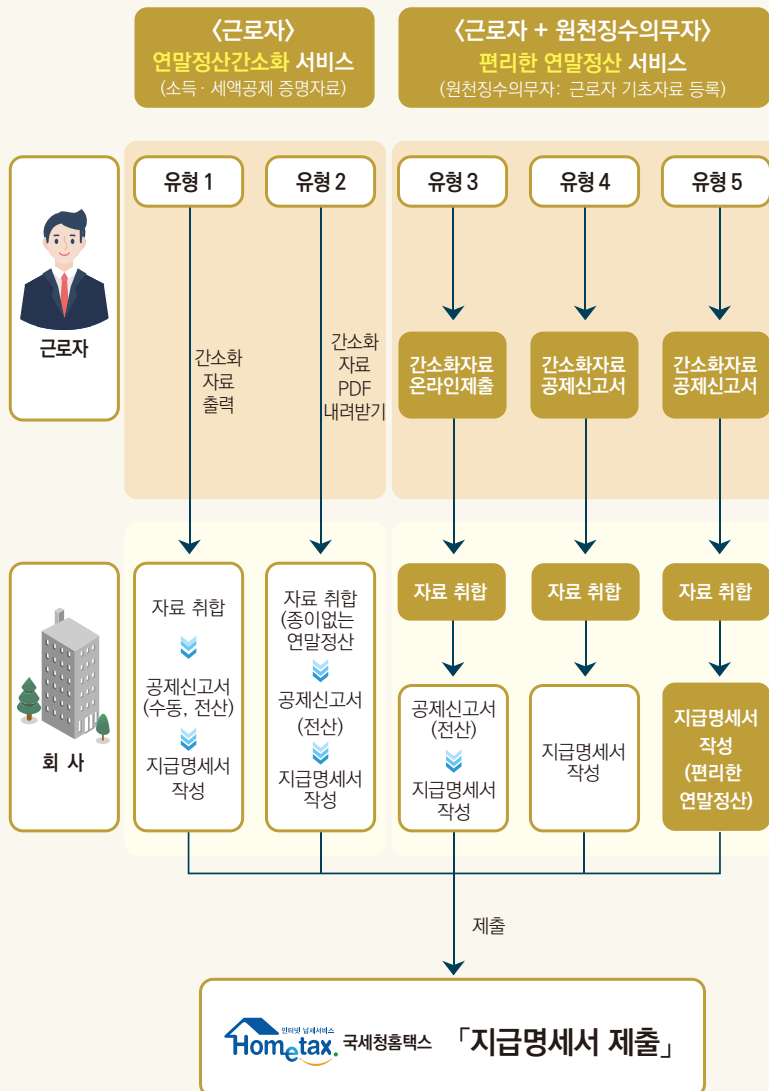 〈근로자〉
연말정산간소화 서비스
(소득 · 세액공제 증명자료)
〈근로자 + 원천징수의무자〉
편리한 연말정산 서비스
(원천징수의무자: 근로자 기초자료 등록)
유형 1
유형 2
유형 3
유형 4
유형 5
근로자
간소화
자료
출력
간소화
자료
PDF
내려받기
간소화자료
온라인제출
간소화자료
공제신고서
간소화자료
공제신고서
회 사
자료 취합
공제신고서
(수동, 전산)
지급명세서
작성
자료 취합
(종이없는
연말정산
공제신고서
(전산)
지급명세서
작성
자료 취합
공제신고서
(전산)
지급명세서
작성
자료 취합
지급명세서
작성
자료 취합
지급명세서
작성
(편리한
연말정산)
제출
인터넷 납세서비스
Hometax. 국세청홈택스 「지급명세서 제출」